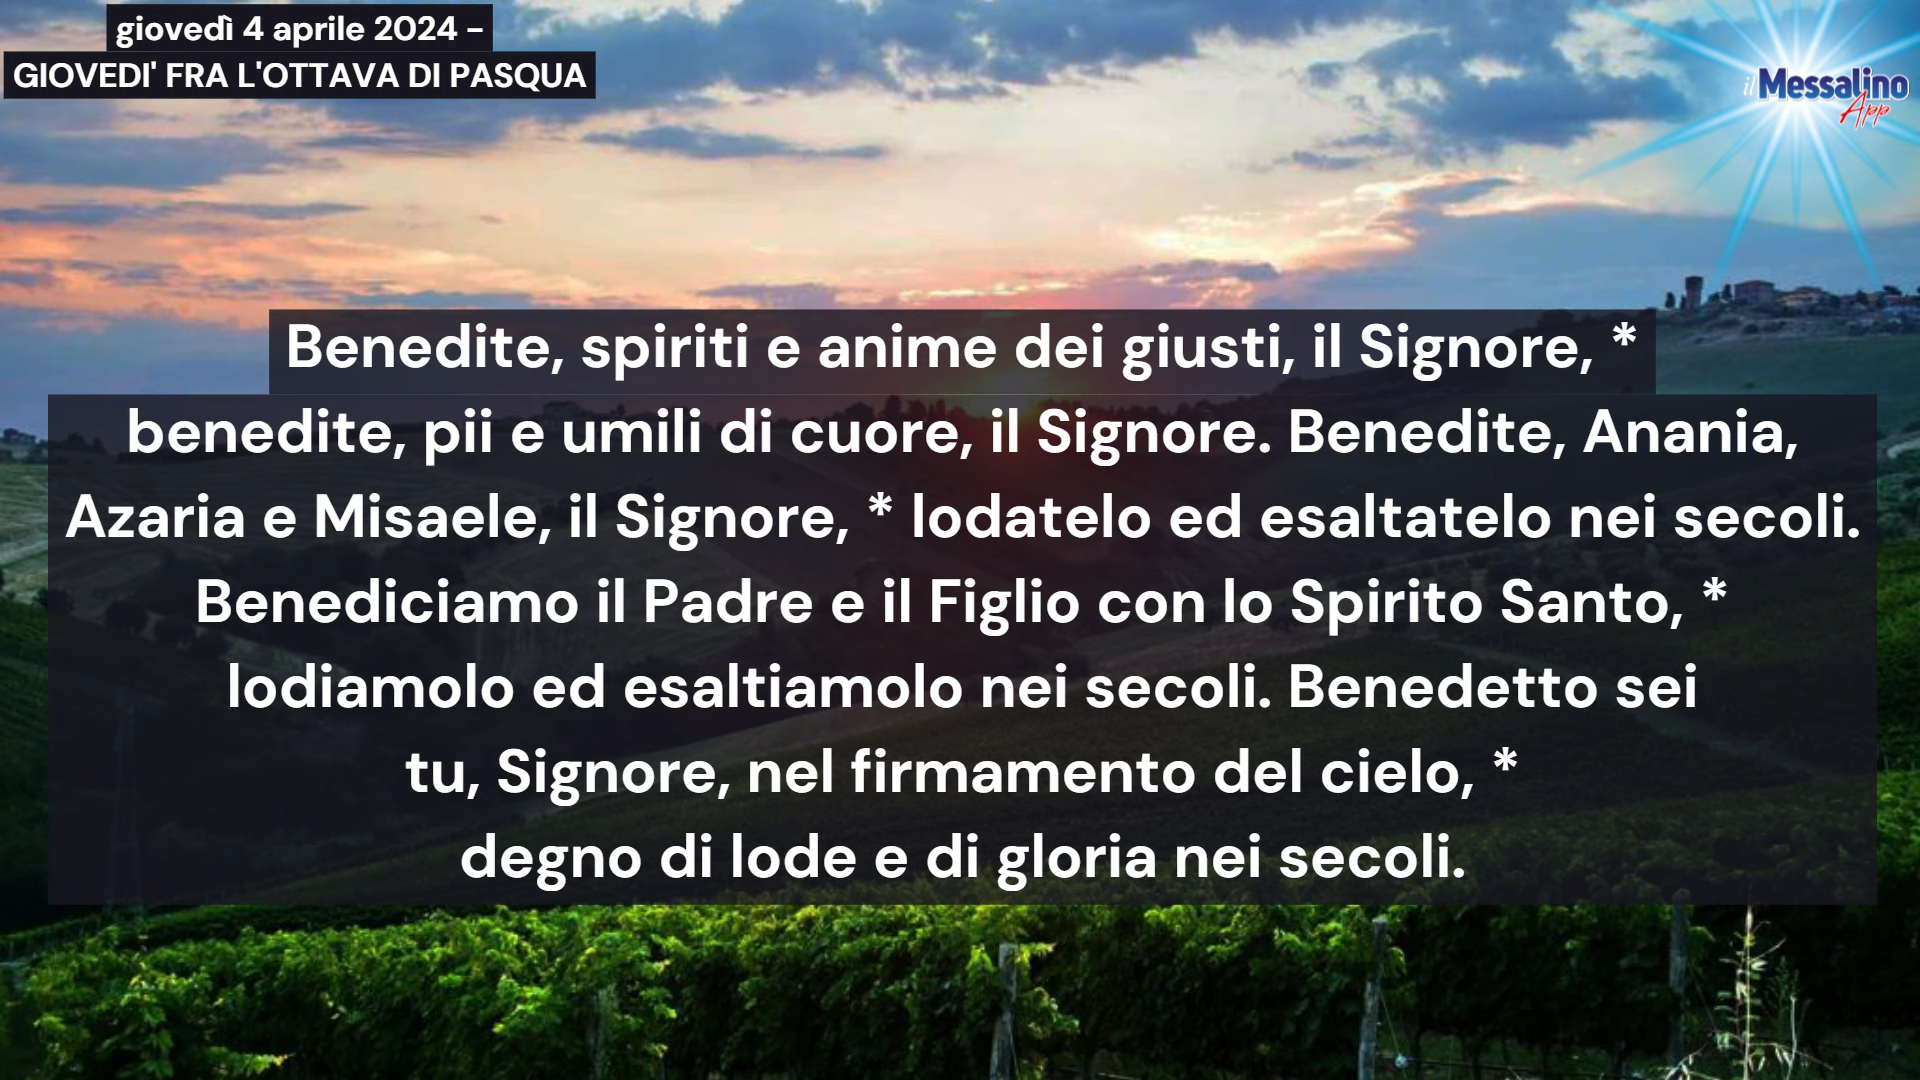 giovedì 4 aprile 2024 –
GIOVEDI' FRA L'OTTAVA DI PASQUA
il Messalino
App
Benedite, spiriti e anime dei giusti, il Signore, *
benedite, pii e umili di cuore, il Signore. Benedite, Anania,
Azaria e Misaele, il Signore, * lodatelo ed esaltatelo nei secoli.
Benediciamo il Padre e il Figlio con lo Spirito Santo, *
lodiamolo ed esaltiamolo nei secoli. Benedetto sei
tu, Signore, nel firmamento del cielo, *
degno di lode e di gloria nei secoli.